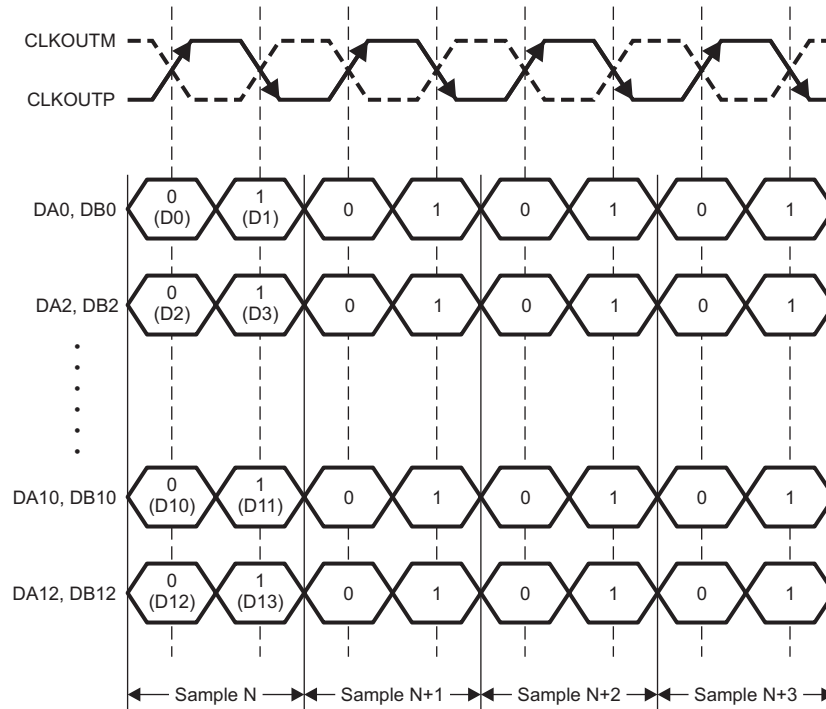 CLKOUTM
CLKOUTP
DA0, DB0
0
(D0)
1
(D1)
0
1
0
1
0
1
DA2, DB2
0
(D2)
1
(D3)
0
1
0
1
0
1
DA10, DB10
0
(D10)
1
(D11)
0
1
0
1
0
1
DA12, DB12
0
(D12)
1
(D13)
0
1
0
1
0
1
Sample N
Sample N+1
Sample N+2
Sample N+3